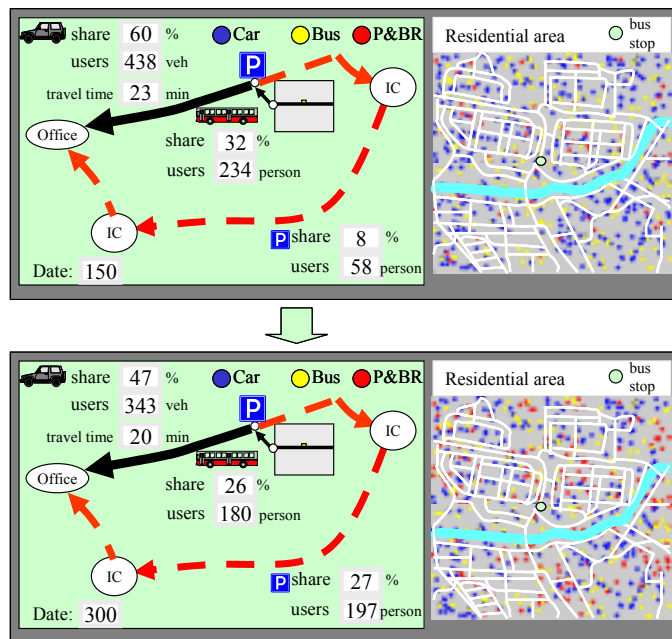 share 60 %
Car Bus P&BR
users 438 veh
P
travel time 23 min
IC
Office
share 32 %
users 234 person
IC
P share 8 %
users 58 person
Date: 150
Residential area
bus
stop
share 47 %
Car Bus P&BR
users 343 veh
P
travel time 20 min
IC
Office
share 26 %
users 180 person
IC
P share 27 %
users 197 person
Date: 300
Residential area
bus
stop